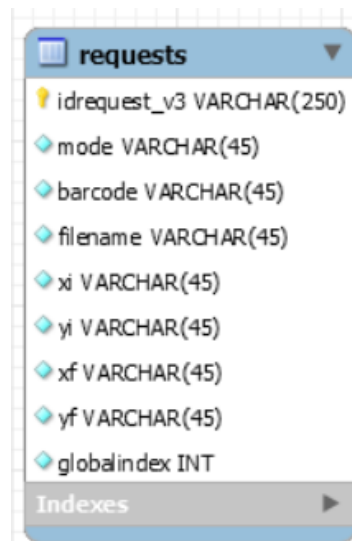 requests
idrequest_v3 VARCHAR(250)
mode VARCHAR(45)
barcode VARCHAR(45)
filename VARCHAR(45)
xi VARCHAR(45)
yi VARCHAR(45)
xf VARCHAR(45)
yf VARCHAR(45)
globalindex INT
Indexes